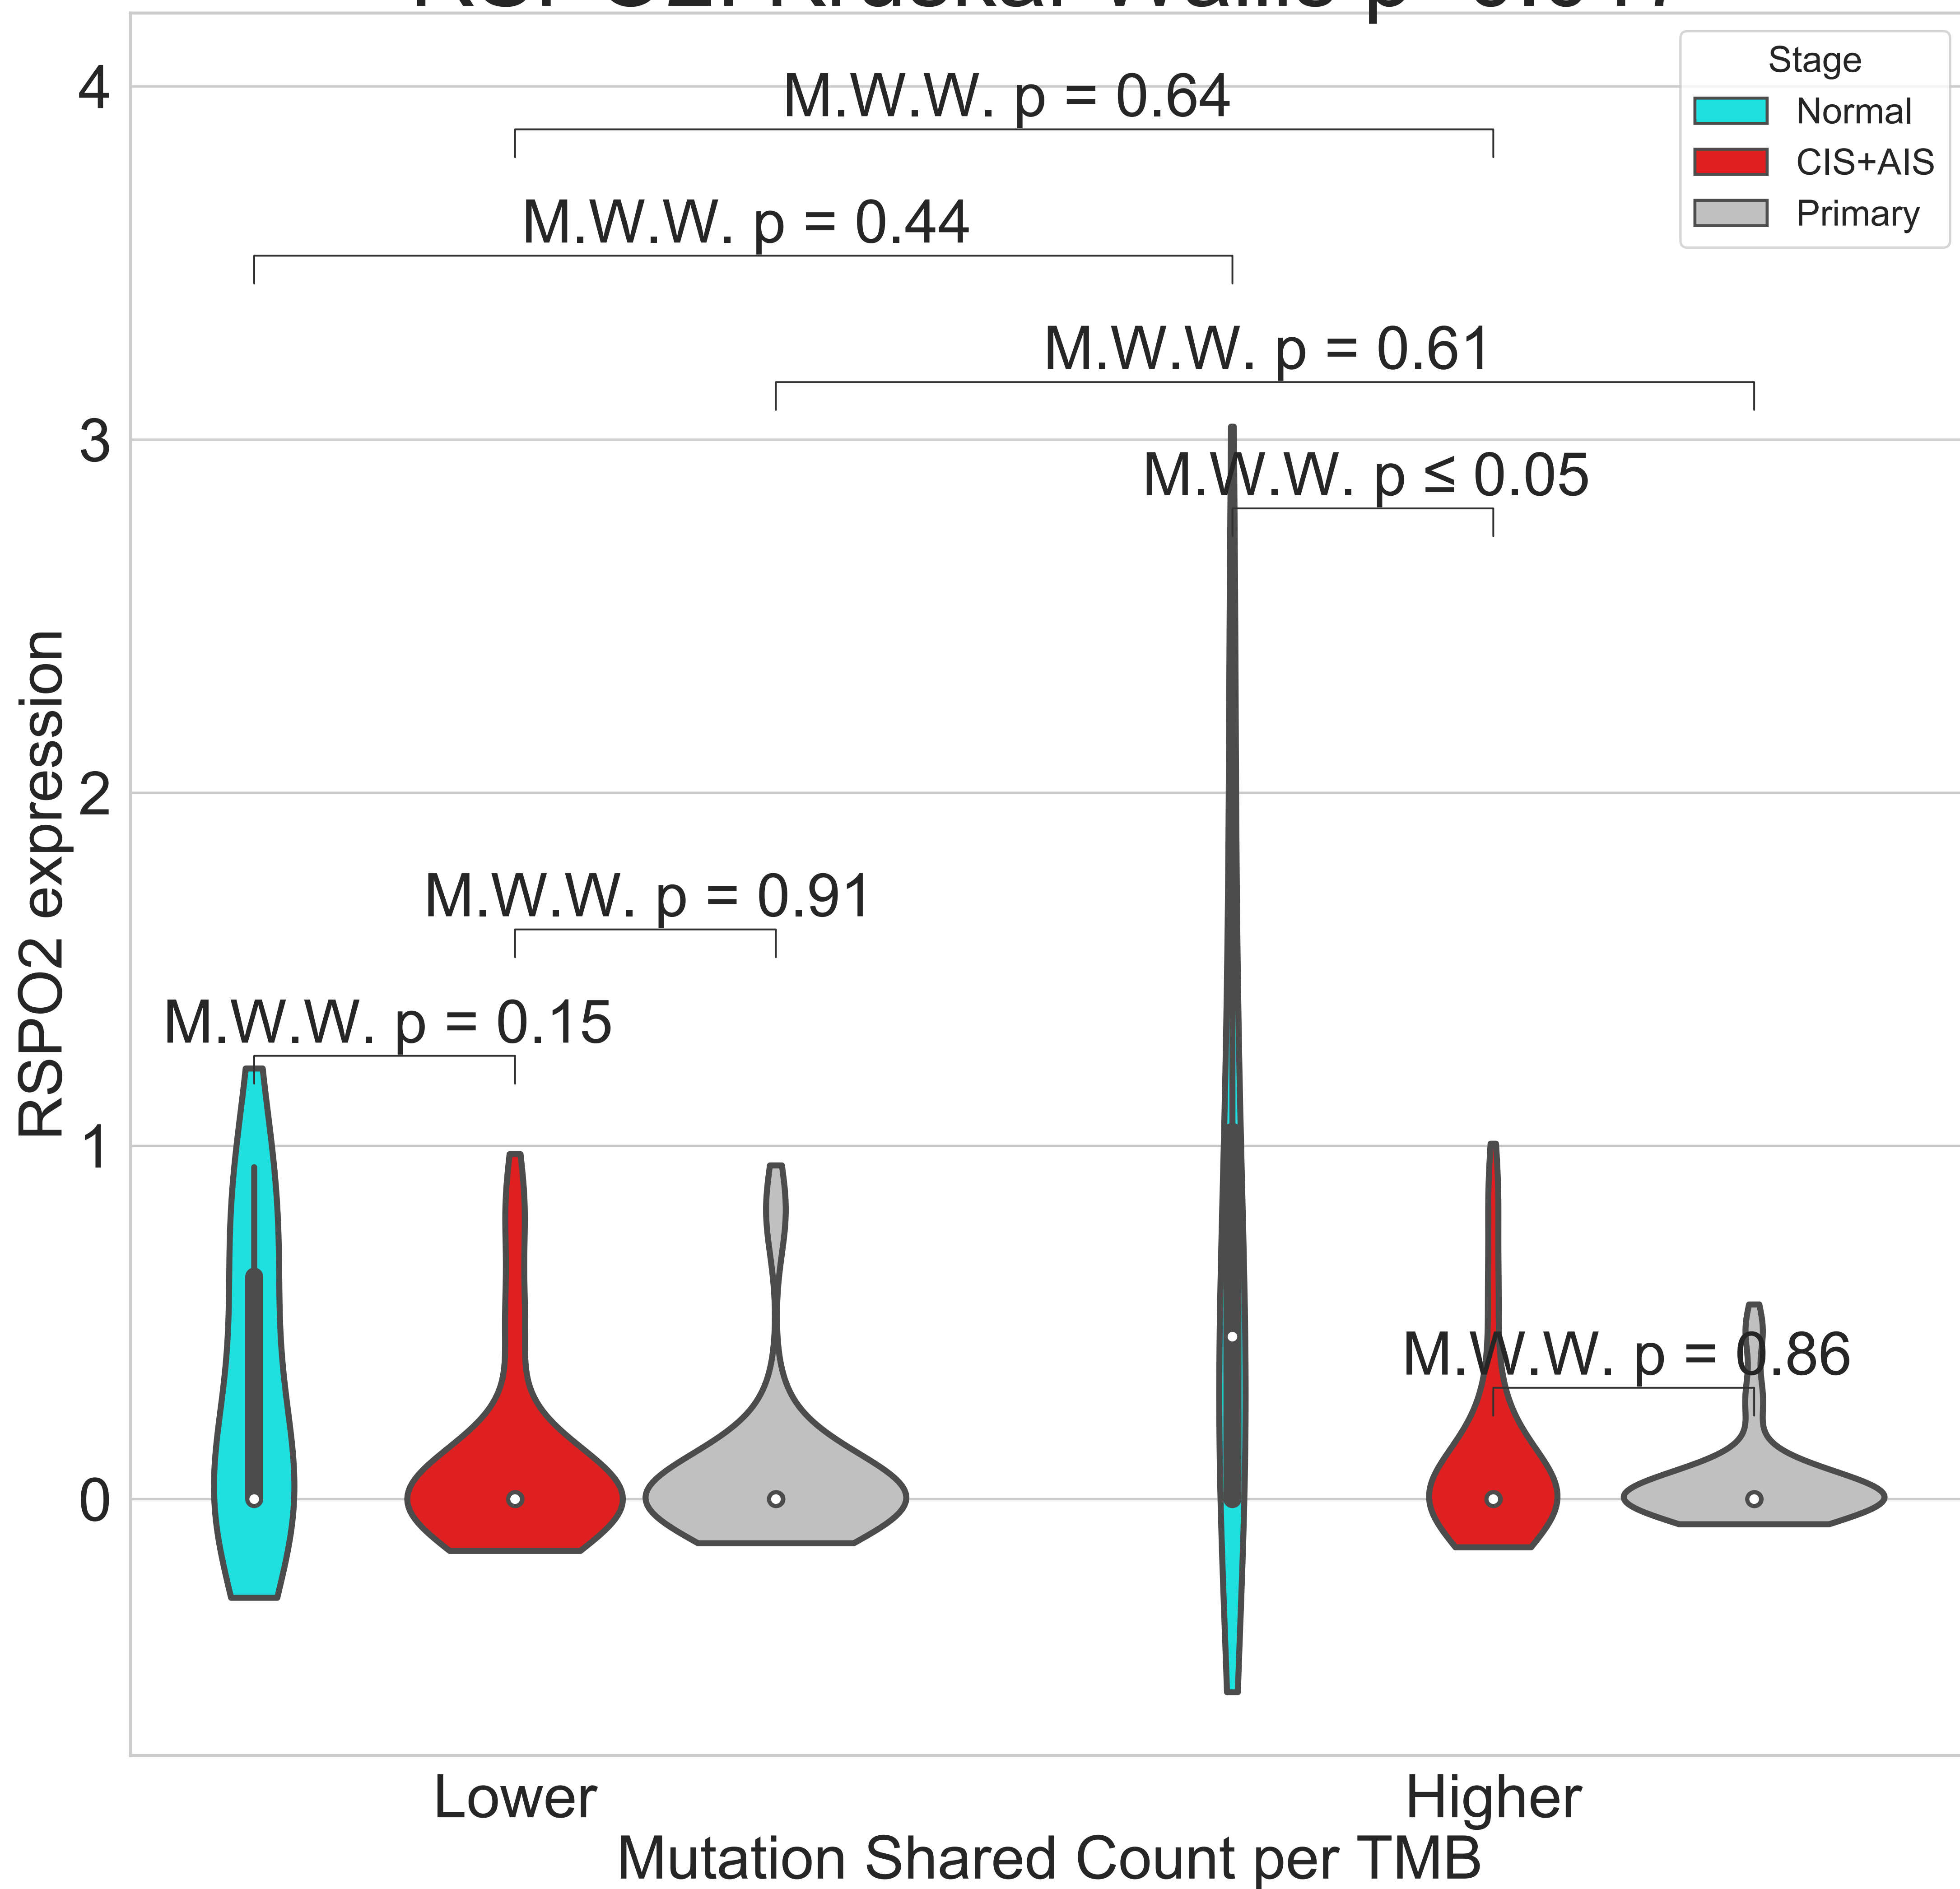 4
M.W.W. p = 0.64
Stage
Normal
CIS+AIS
Primary
M.W.W. p = 0.44
M.W.W. p = 0.61
3
M.W.W. p ≤ 0.05
2
M.W.W. p = 0.91
M.W.W. p = 0.15
1
M.W.W. p = 0.86
0
RSPO2 expression
Lower
Higher
Mutation Shared Count per TMB